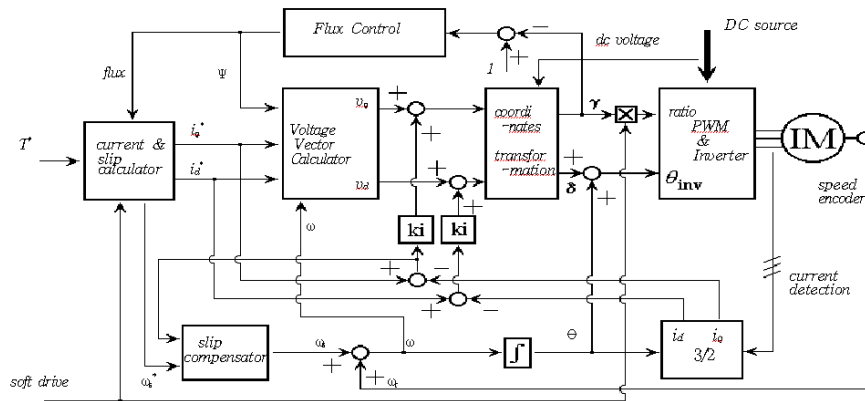 Flux Control
−
+
1
dc voltage
DC source
flux
Ψ
T*
current &
slip
calculator
iq*
id*
Voltage
Vector
Calculator
vq
vd
+
+
+
+
coordi
-nates
transfor
-mation
γ
δ
+
+
ratio
PWM
&
Inverter
θinv
IM
speed
encoder
ω
ki
ki
+
−
+
−
current
detection
slip
compensator
ωs
ωs*
+
+
ωr
ω
∫
θ
id
iq
3/2
soft drive